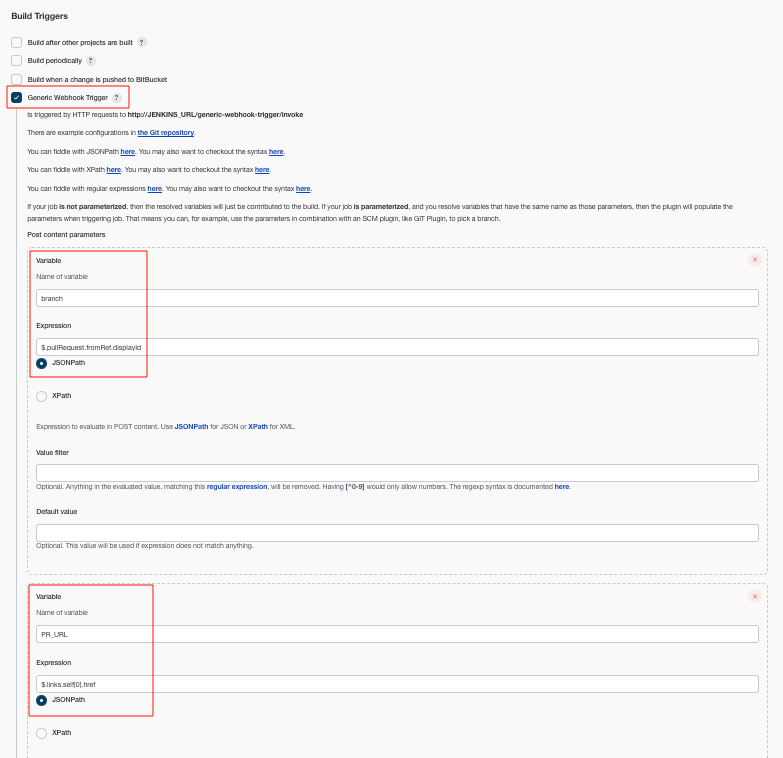 Build Triggers
Build after other projects are built ?
Build periodically ?
Build when a change is pushed to BitBucket
Generic Webhook Trigger ?
Is triggered by HTTP requests to http://JENKINS_URL/generic-webhook-trigger/invoke
There are example configurations in the Git repository.
You can fiddle with JSONPath here. You may also want to checkout the syntax here.
You can fiddle with XPath here. You may also want to checkout the syntax here.
You can fiddle with regular expressions here. You may also want to checkout the syntax here.
If your job is not parameterized, then the resolved variables will just be contributed to the build. If your job is parameterized, and you resolve variables that have the same name as those parameters, then the plugin will populate the
parameters when triggering job. That means you can, for example, use the parameters in combination with an SCM plugin, like GIT Plugin, to pick a branch.
Post content parameters
Variable
Name of variable
branch
Expression
$.pullRequest.fromRef.displayId
JSONPath
XPath
Expression to evaluate in POST content. Use JSONPath for JSON or XPath for XML.
Value filter
Optional. Anything in the evaluated value, matching this regular expression, will be removed. Having [^0-9] would only allow numbers. The regexp syntax is documented here.
Default value
Optional. This value will be used if expression does not match anything.
Variable
Name of variable
PR_URL
Expression
$.links.self[0].href
JSONPath
XPath